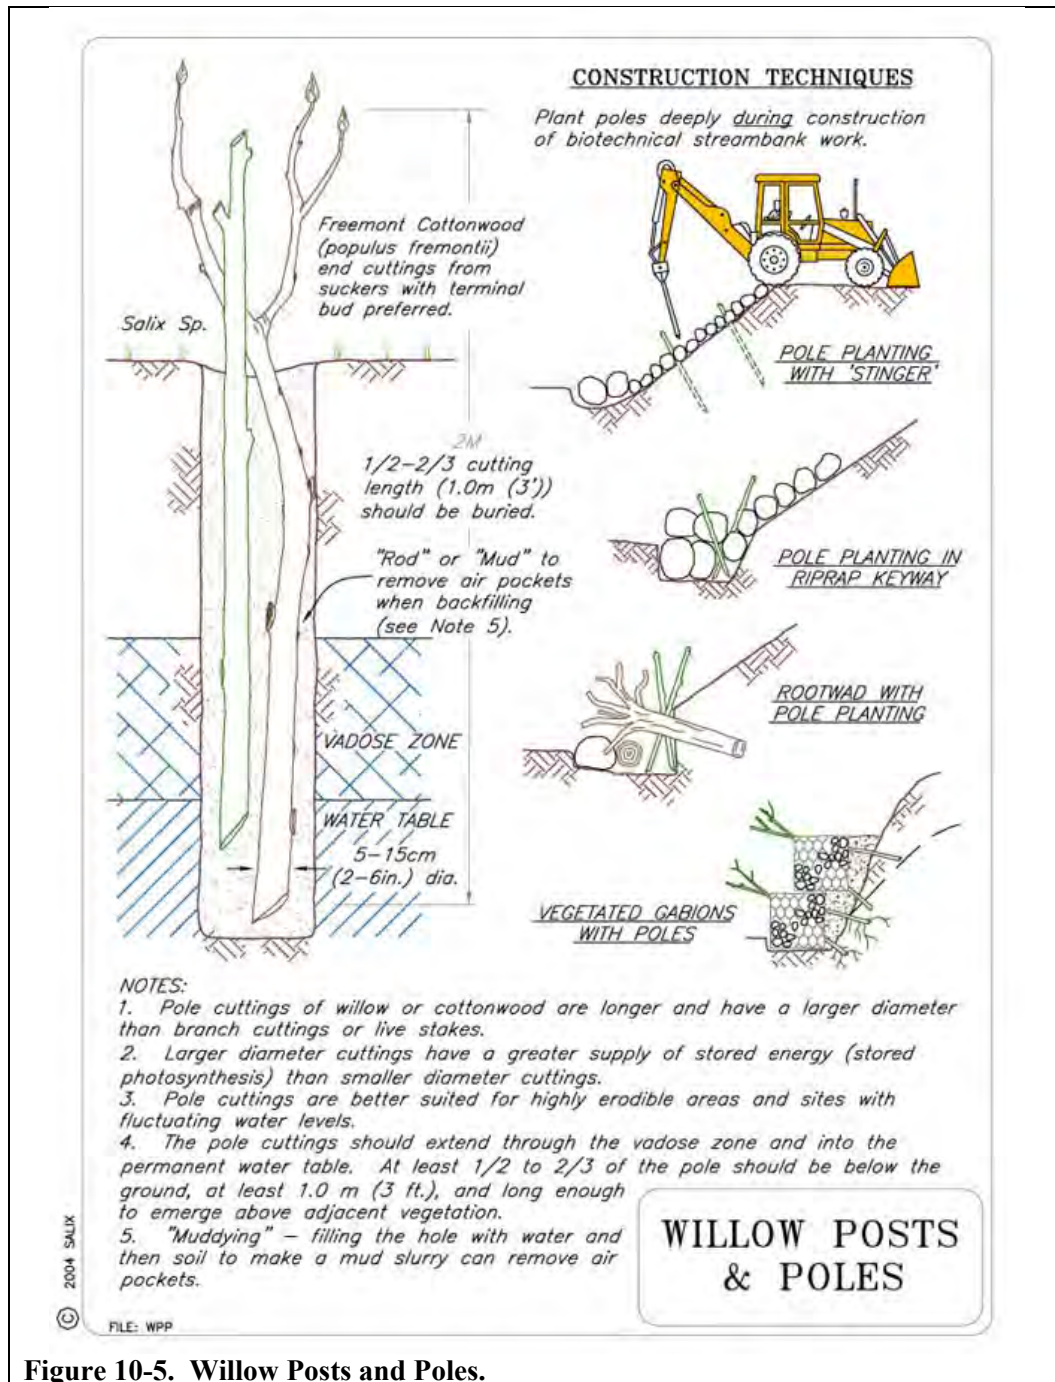 CONSTRUCTION TECHNIQUES
Plant poles deeply during construction
of biotechnical streambank work.
Freemont Cottonwood
(populus fremontii)
end cuttings from
suckers with terminal
bud preferred.
Salix Sp.
POLE PLANTING
WITH 'STINGER'
2M
1/2-2/3 cutting
length (1.0m (3'))
should be buried.
"Rod" or "Mud" to
remove air pockets
when backfilling
(see Note 5).
POLE PLANTING IN
RIPRAP KEYWAY
ROOTWAD WITH
POLE PLANTING
VADOSE ZONE
WATER TABLE
5-15cm
(2-6in.) dia.
VEGETATED GABIONS
WITH POLES
NOTES:
1. Pole cuttings of willow or cottonwood are longer and have a larger diameter
than branch cuttings or live stakes.
2. Larger diameter cuttings have a greater supply of stored energy (stored
photosynthesis) than smaller diameter cuttings.
3. Pole cuttings are better suited for highly erodible areas and sites with
fluctuating water levels.
4. The pole cuttings should extend through the vadose zone and into the
permanent water table. At least 1/2 to 2/3 of the pole should be below the
ground, at least 1.0 m (3 ft.), and long enough
to emerge above adjacent vegetation.
5. "Muddying" – filling the hole with water and
then soil to make a mud slurry can remove air
pockets.
WILLOW POSTS
& POLES
© 2004 SALIX
FILE: WPP
Figure 10-5. Willow Posts and Poles.